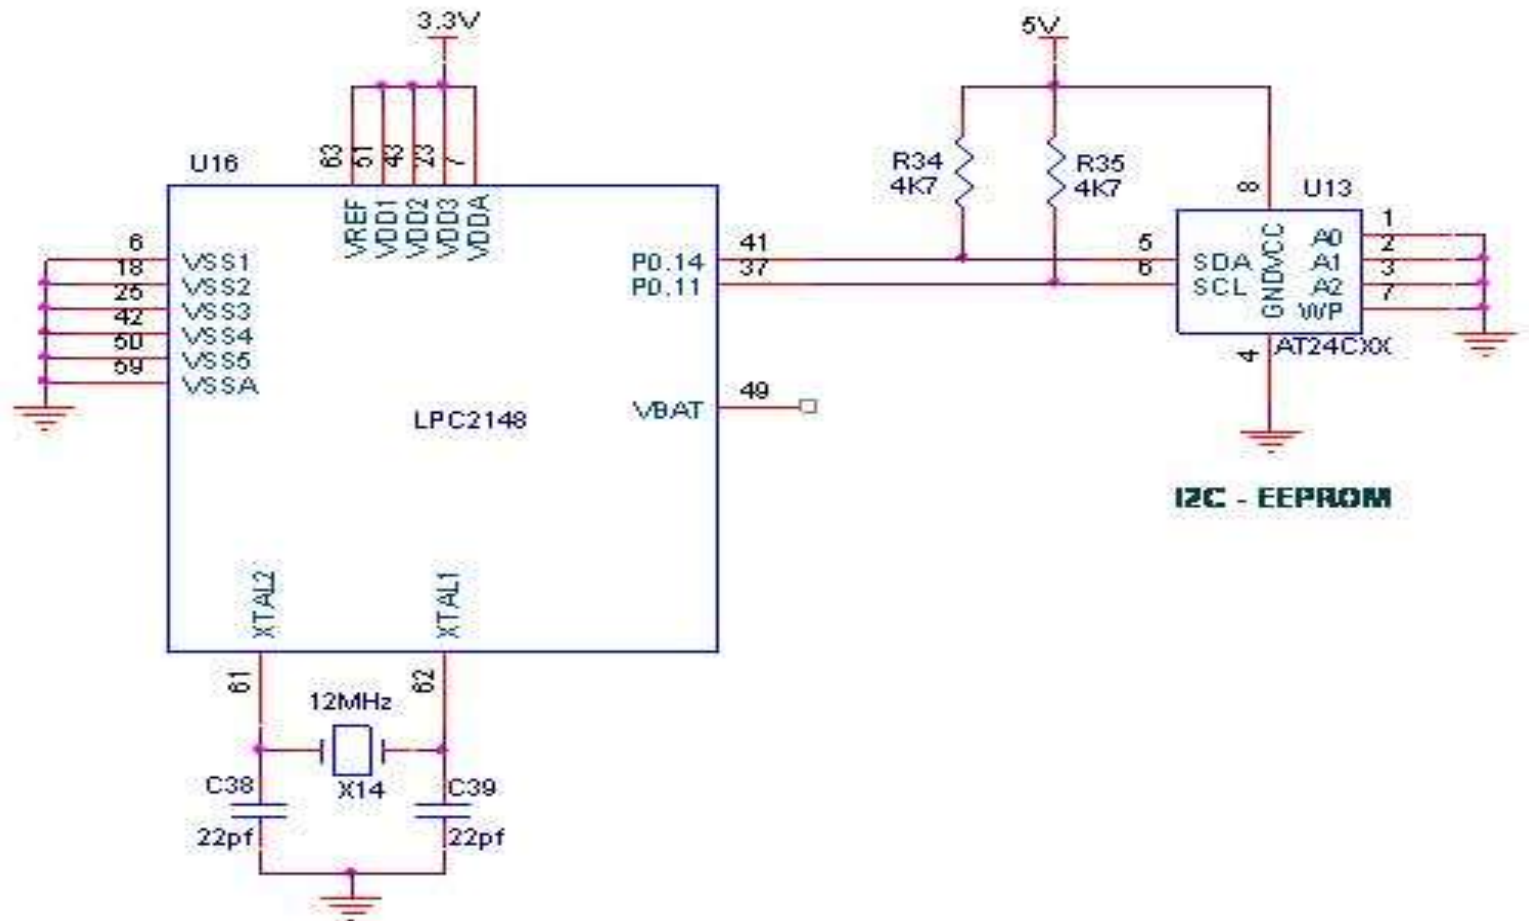 3.3V
5V
63
51
43
23
7
U16
R34
4K7
R35
4K7
8
U13
VREF
VDD1
VDD2
VDD3
VDDA
6
18
25
42
50
59
VSS1
VSS2
VSS3
VSS4
VSS5
VSSA
P0.14
P0.11
41
37
5
6
SDA
SCL
GND
VCC
A0
A1
A2
WP
1
2
3
7
4
AT24CXX
LPC2148
VBAT
49
I2C - EEPROM
XTAL2
XTAL1
61
62
12MHz
X14
C38
22pf
C39
22pf